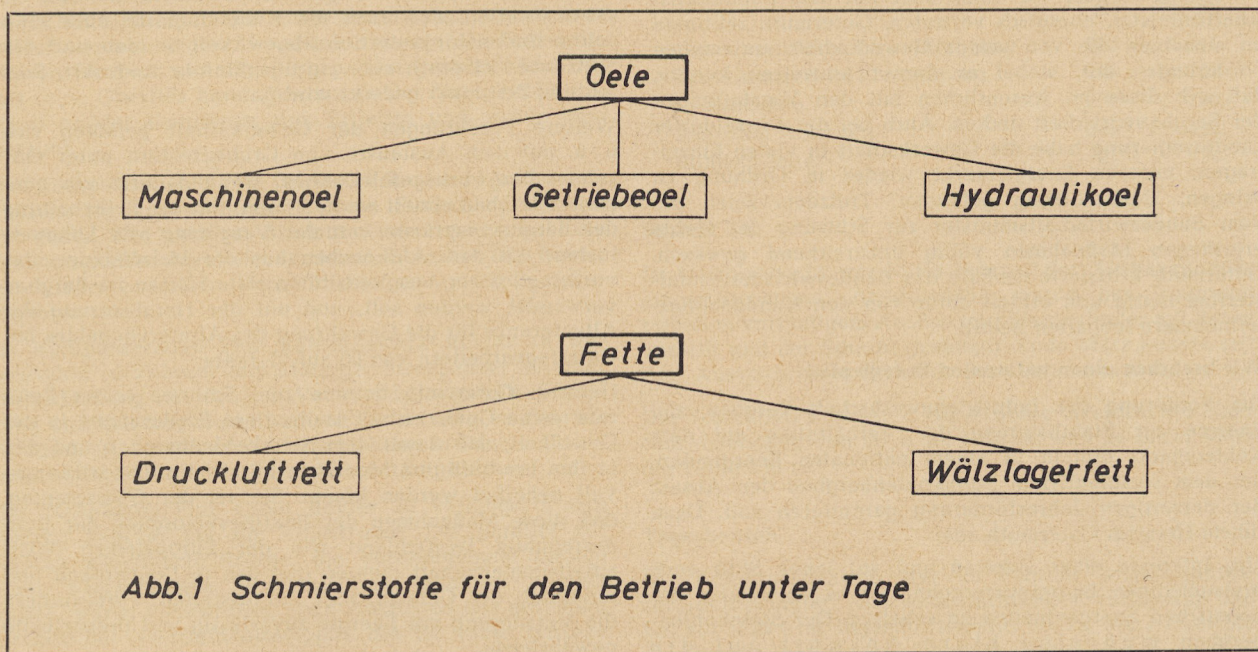 Oele
Maschinenoel Getriebeoel Hydraulikoel
Fette
Druckluftfett Wälzlagerfett
Abb. 1 Schmierstoffe für den Betrieb unter Tage